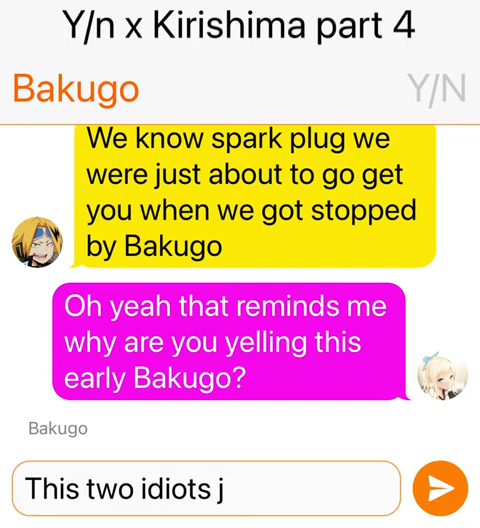 Y/n x Kirishima part 4
Bakugo Y/N
We know spark plug we
were just about to go get
you when we got stopped
by Bakugo
Oh yeah that reminds me
why are you yelling this
early Bakugo?
Bakugo
This two idiots j